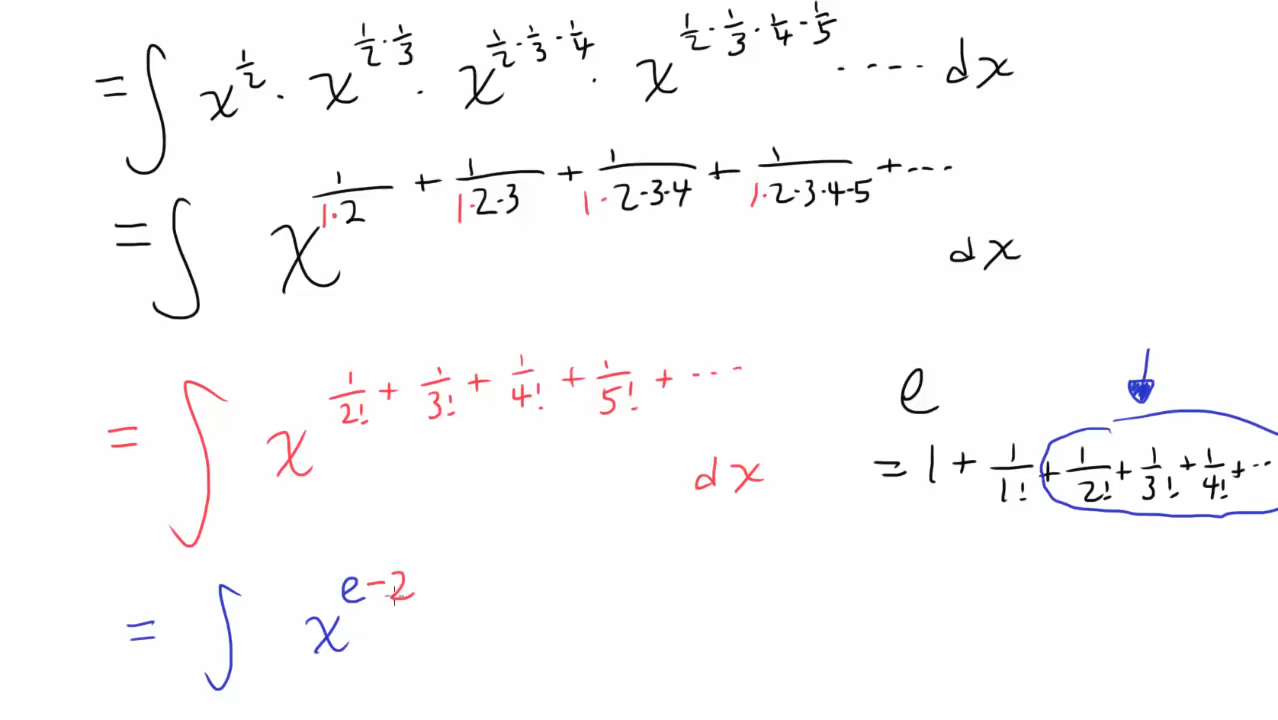 = ∫ x^(1/2) · x^(1/2·1/3) · x^(1/2·1/3·1/4) · x^(1/2·1/3·1/4·1/5) ···· dx
= ∫ x^(1/(1·2) + 1/(1·2·3) + 1/(1·2·3·4) + 1/(1·2·3·4·5) + ···) dx
= ∫ x^(1/2! + 1/3! + 1/4! + 1/5! + ···) dx
e
= 1 + 1/1! + 1/2! + 1/3! + 1/4! + ···
= ∫ x^(e-2)